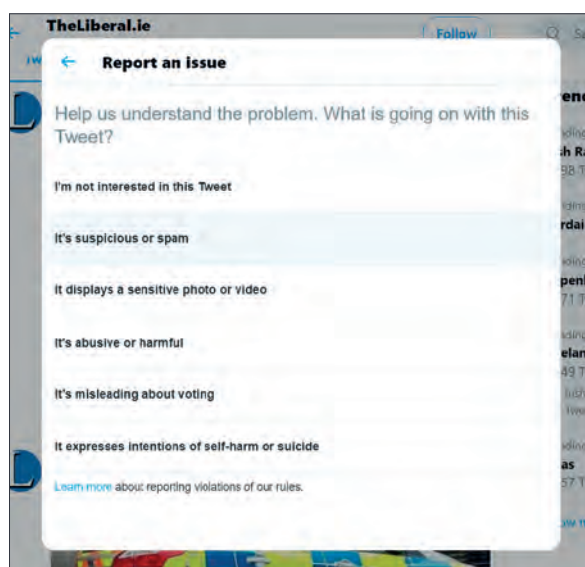 TheLiberal.ie
Follow
Report an issue
Help us understand the problem. What is going on with this
Tweet?
I'm not interested in this Tweet
It's suspicious or spam
It displays a sensitive photo or video
It's abusive or harmful
It's misleading about voting
It expresses intentions of self-harm or suicide
Learn more about reporting violations of our rules.